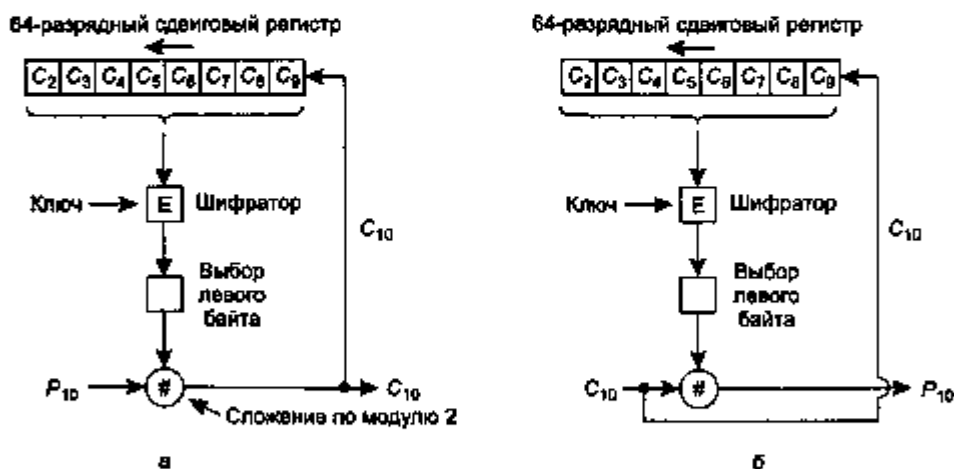 64-разрядный сдвиговый регистр
C2 C3 C4 C5 C6 C7 C8 C9
Ключ
E
Шифратор
C10
Выбор
левого
байта
P10
#
C10
Сложение по модулю 2
а
64-разрядный сдвиговый регистр
C2 C3 C4 C5 C6 C7 C8 C9
Ключ
E
Шифратор
C10
Выбор
левого
байта
C10
#
P10
б